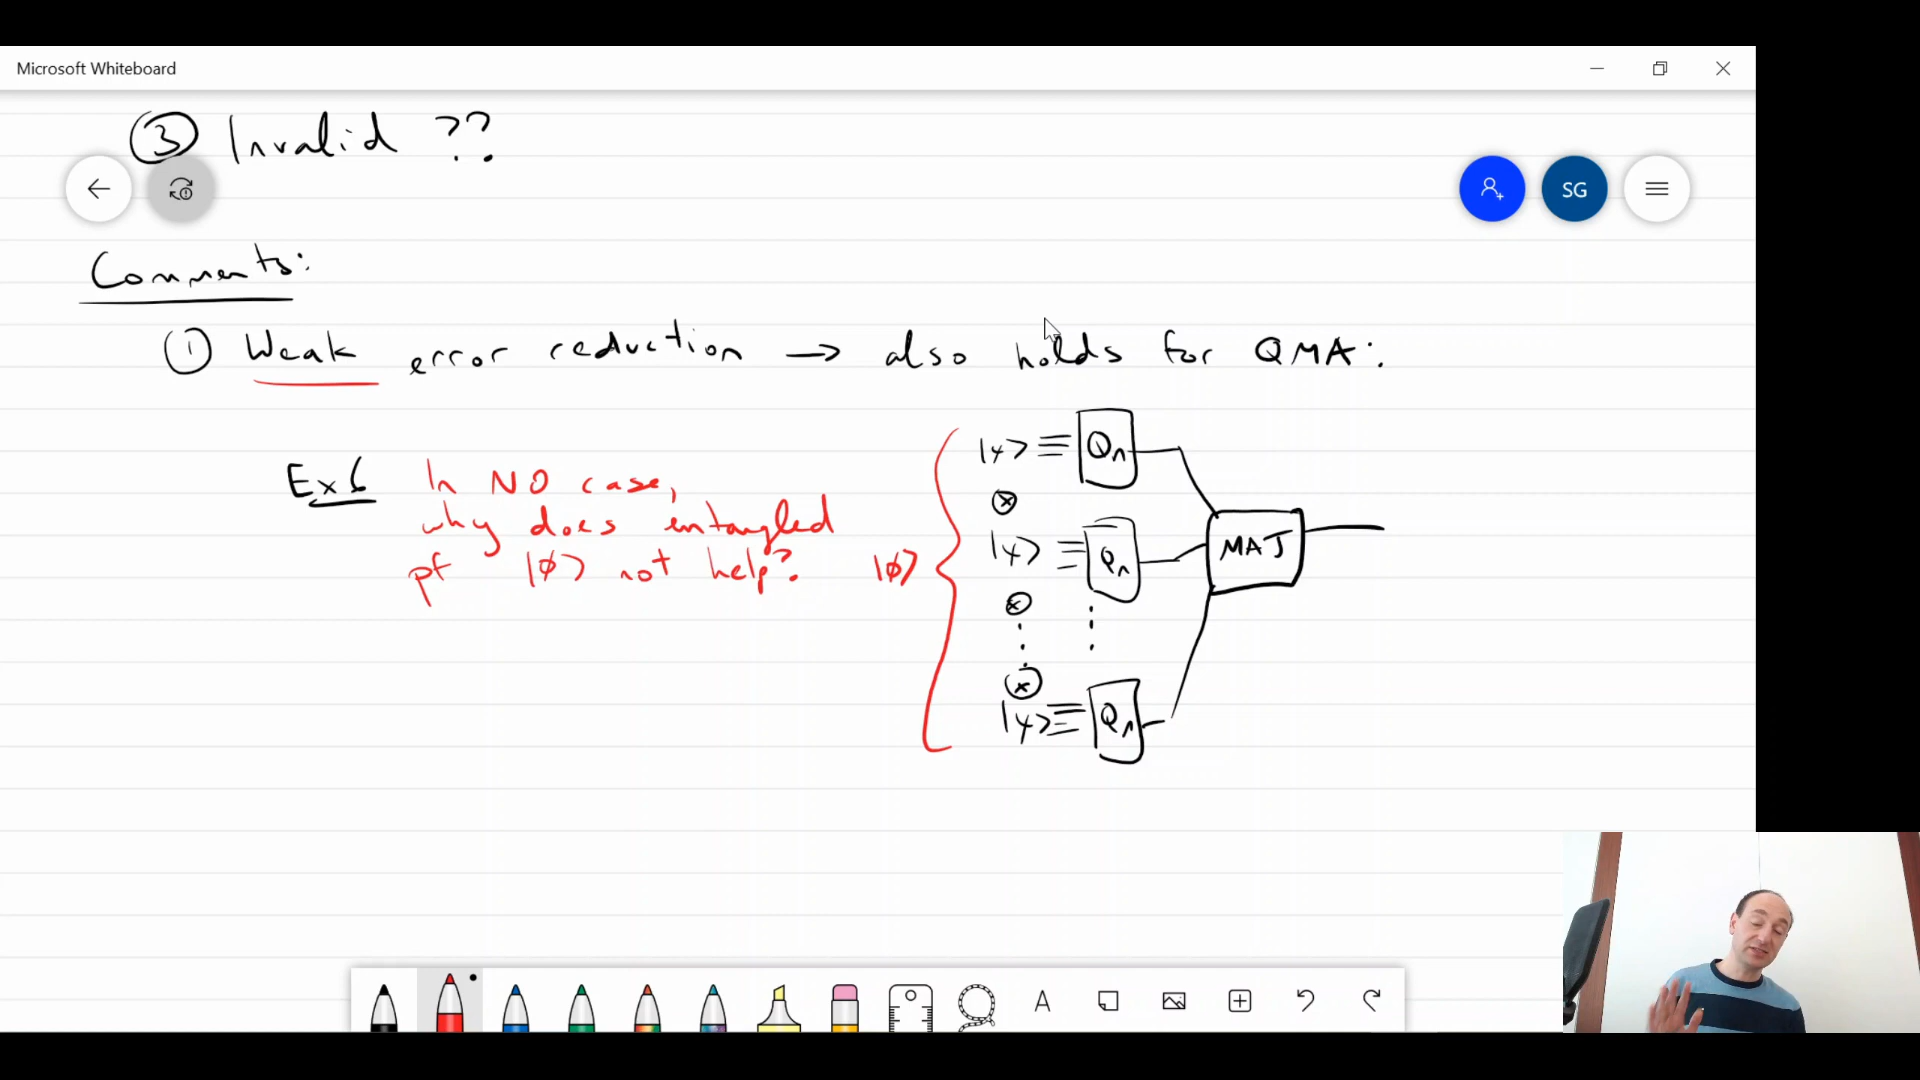 Microsoft Whiteboard
③ Invalid ??
SG
Comments:
① Weak error reduction → also holds for QMA:
Ex 6 In NO case,
why does entangled
pf |ϕ⟩ not help?
|ϕ⟩
|ψ⟩ Qn
⊗
|ψ⟩ Qn
MAJ
⊗
⋮ ⋮
⊗
|ψ⟩ Qn
A